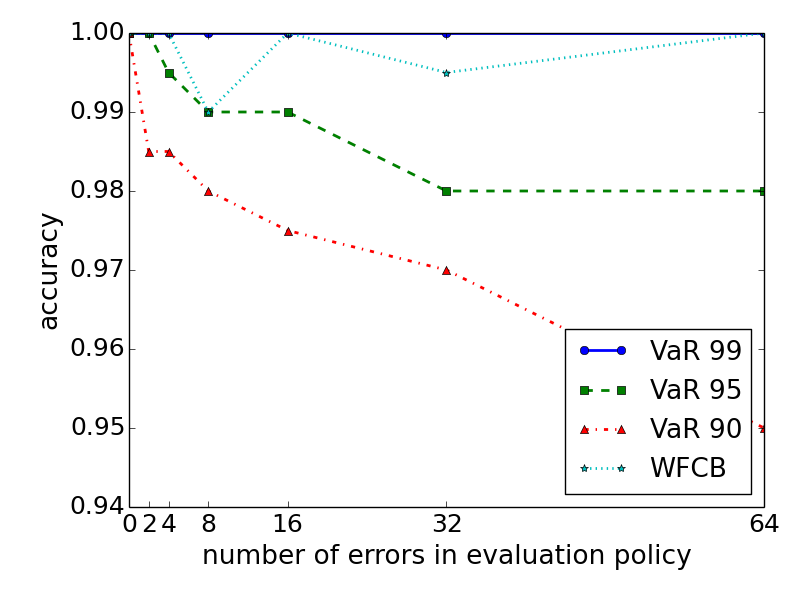 1.00
0.99
0.98
0.97
0.96
0.95
0.94
accuracy
0 2 4 8 16 32 64
number of errors in evaluation policy
VaR 99
VaR 95
VaR 90
WFCB